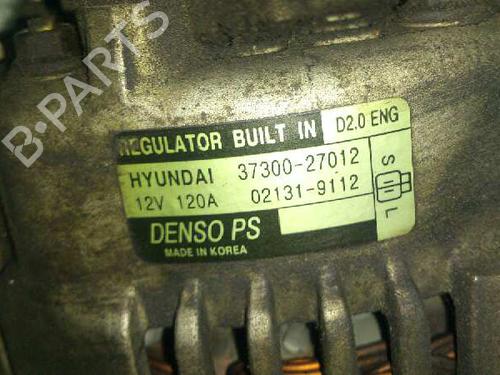 B-PARTS
REGULATOR BUILT IN D2.0 ENG
HYUNDAI 37300-27012
12V 120A 02131-9112
S
L
DENSO PS
MADE IN KOREA